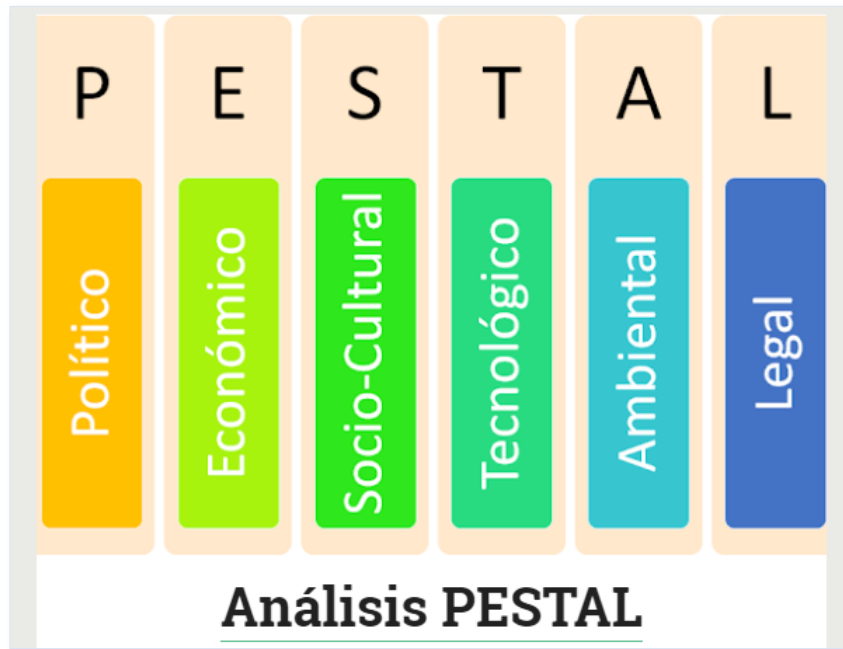 P E S T A L
Político
Económico
Socio-Cultural
Tecnológico
Ambiental
Legal
Análisis PESTAL